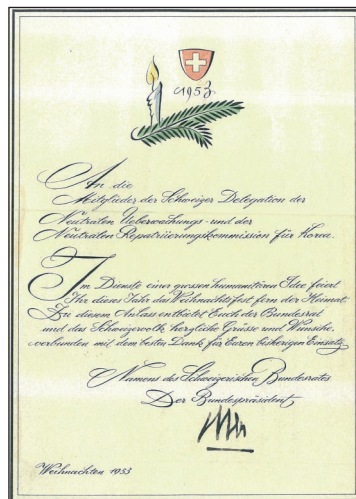 1953.
An die
Mitglieder der Schweizer Delegation der
Neutralen Ueberwachungs- und der
Neutralen Repatriierungskommission für Korea.
Im Dienste einer grossen humanitären Idee feiert
Ihr dieses Jahr das Weihnachtsfest fern der Heimat.
Zu diesem Anlass entbietet Euch der Bundesrat
und das Schweizervolk herzliche Grüsse und Wünsche,
verbunden mit dem besten Dank für Euren bisherigen Einsatz.
Namens des Schweizerischen Bundesrates
Der Bundespräsident
Weihnachten 1953